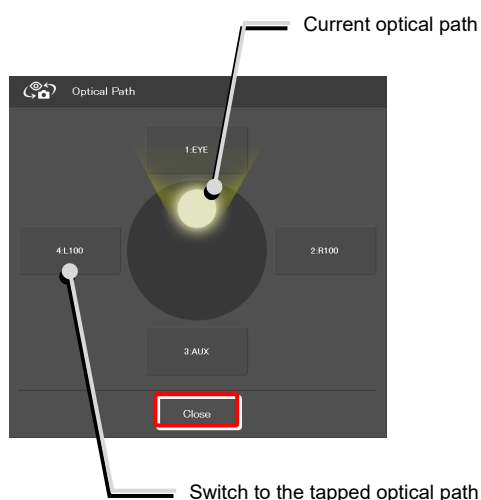 Current optical path
Optical Path
1:EYE
4:L100
2:R100
3:AUX
Close
Switch to the tapped optical path